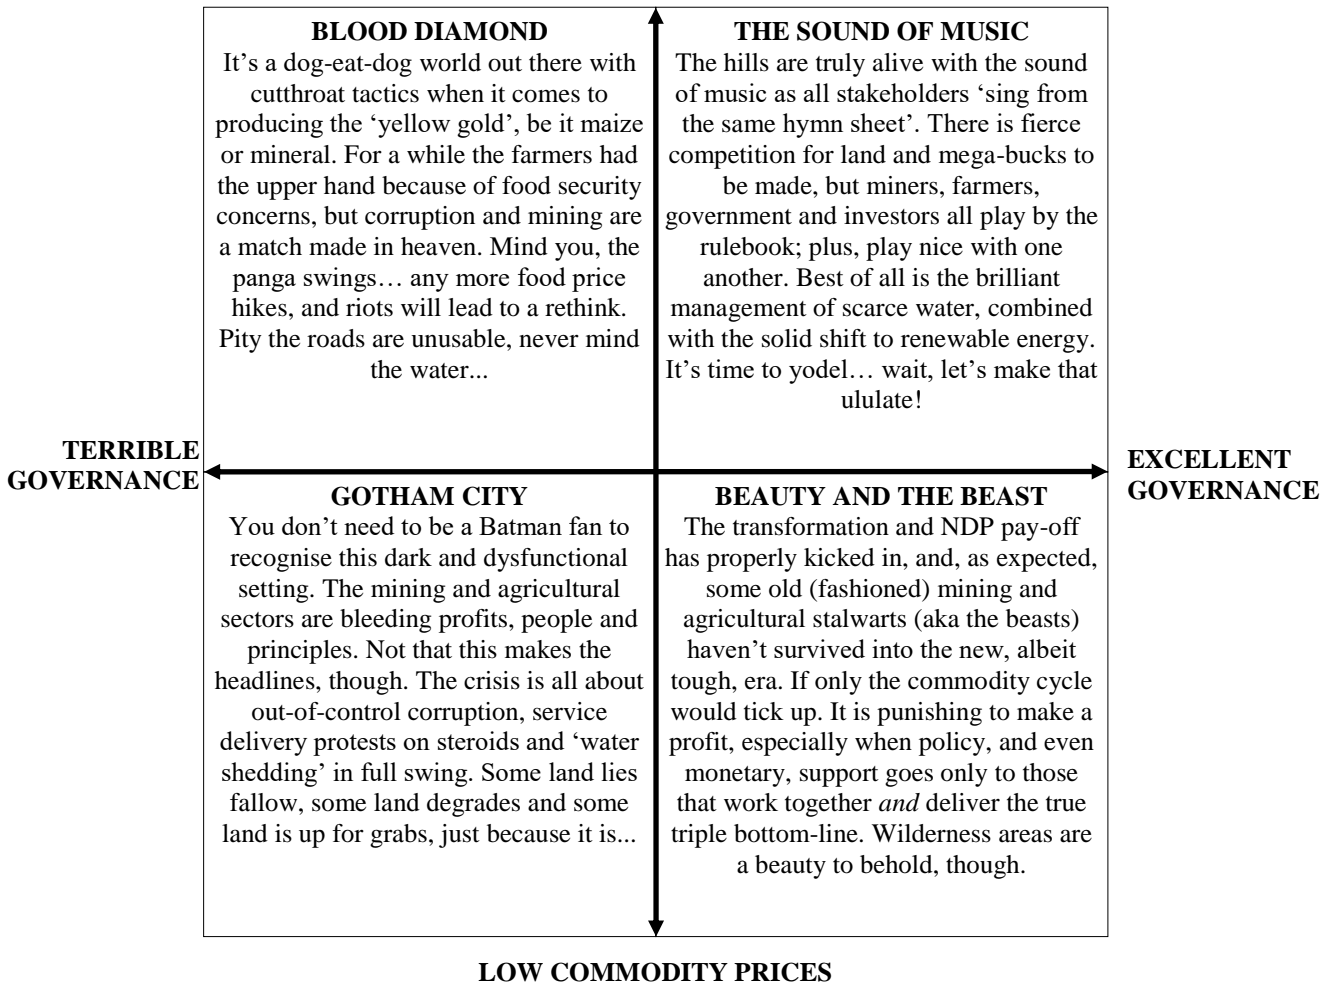 BLOOD DIAMOND
It’s a dog-eat-dog world out there with
cutthroat tactics when it comes to
producing the ‘yellow gold’, be it maize
or mineral. For a while the farmers had
the upper hand because of food security
concerns, but corruption and mining are
a match made in heaven. Mind you, the
panga swings… any more food price
hikes, and riots will lead to a rethink.
Pity the roads are unusable, never mind
the water...
THE SOUND OF MUSIC
The hills are truly alive with the sound
of music as all stakeholders ‘sing from
the same hymn sheet’. There is fierce
competition for land and mega-bucks to
be made, but miners, farmers,
government and investors all play by the
rulebook; plus, play nice with one
another. Best of all is the brilliant
management of scarce water, combined
with the solid shift to renewable energy.
It’s time to yodel… wait, let’s make that
ululate!
TERRIBLE
GOVERNANCE
EXCELLENT
GOVERNANCE
GOTHAM CITY
You don’t need to be a Batman fan to
recognise this dark and dysfunctional
setting. The mining and agricultural
sectors are bleeding profits, people and
principles. Not that this makes the
headlines, though. The crisis is all about
out-of-control corruption, service
delivery protests on steroids and ‘water
shedding’ in full swing. Some land lies
fallow, some land degrades and some
land is up for grabs, just because it is...
BEAUTY AND THE BEAST
The transformation and NDP pay-off
has properly kicked in, and, as expected,
some old (fashioned) mining and
agricultural stalwarts (aka the beasts)
haven’t survived into the new, albeit
tough, era. If only the commodity cycle
would tick up. It is punishing to make a
profit, especially when policy, and even
monetary, support goes only to those
that work together and deliver the true
triple bottom-line. Wilderness areas are
a beauty to behold, though.
LOW COMMODITY PRICES